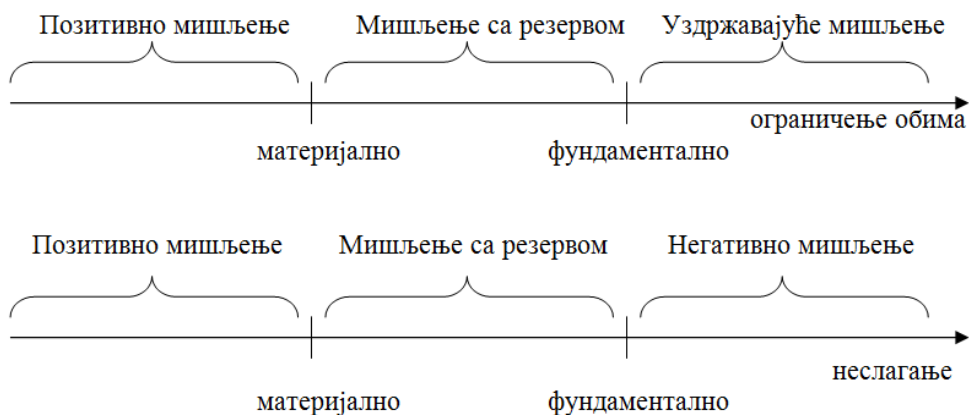 Позитивно мишљење Мишљење са резервом Уздржавајуће мишљење
ограничење обима
материјално фундаментално
Позитивно мишљење Мишљење са резервом Негативно мишљење
неслагање
материјално фундаментално